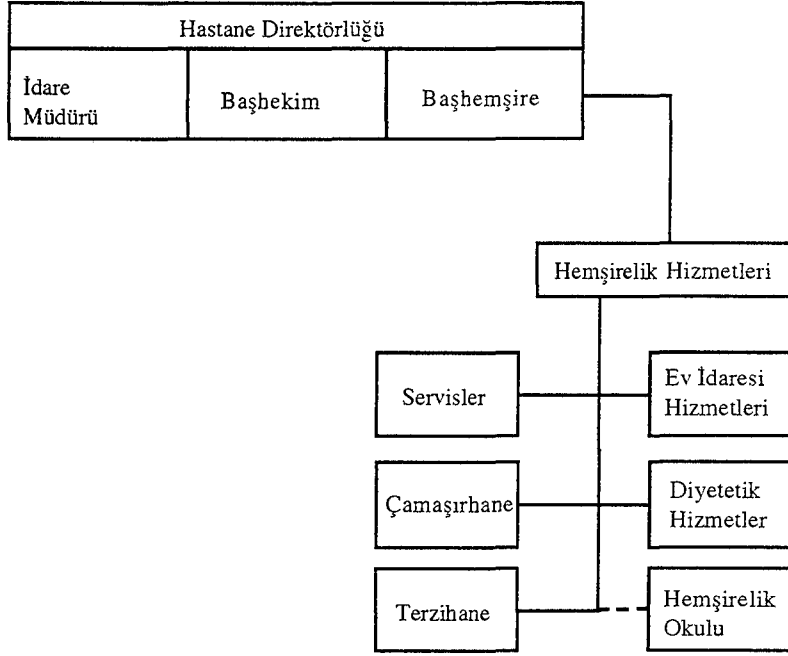 Hastane Direktörlüğü
İdare
Müdürü
Başhekim
Başhemşire
Hemşirelik Hizmetleri
Servisler
Ev İdaresi
Hizmetleri
Çamaşırhane
Diyetetik
Hizmetler
Terzihane
Hemşirelik
Okulu